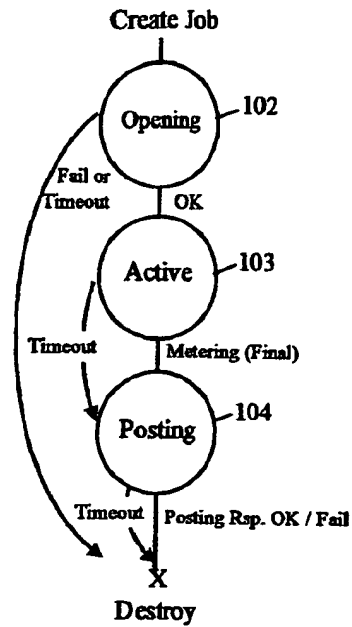 Create Job
102
Opening
Fail or
Timeout
OK
103
Active
Timeout
Metering (Final)
104
Posting
Timeout
Posting Rsp. OK / Fail
X
Destroy